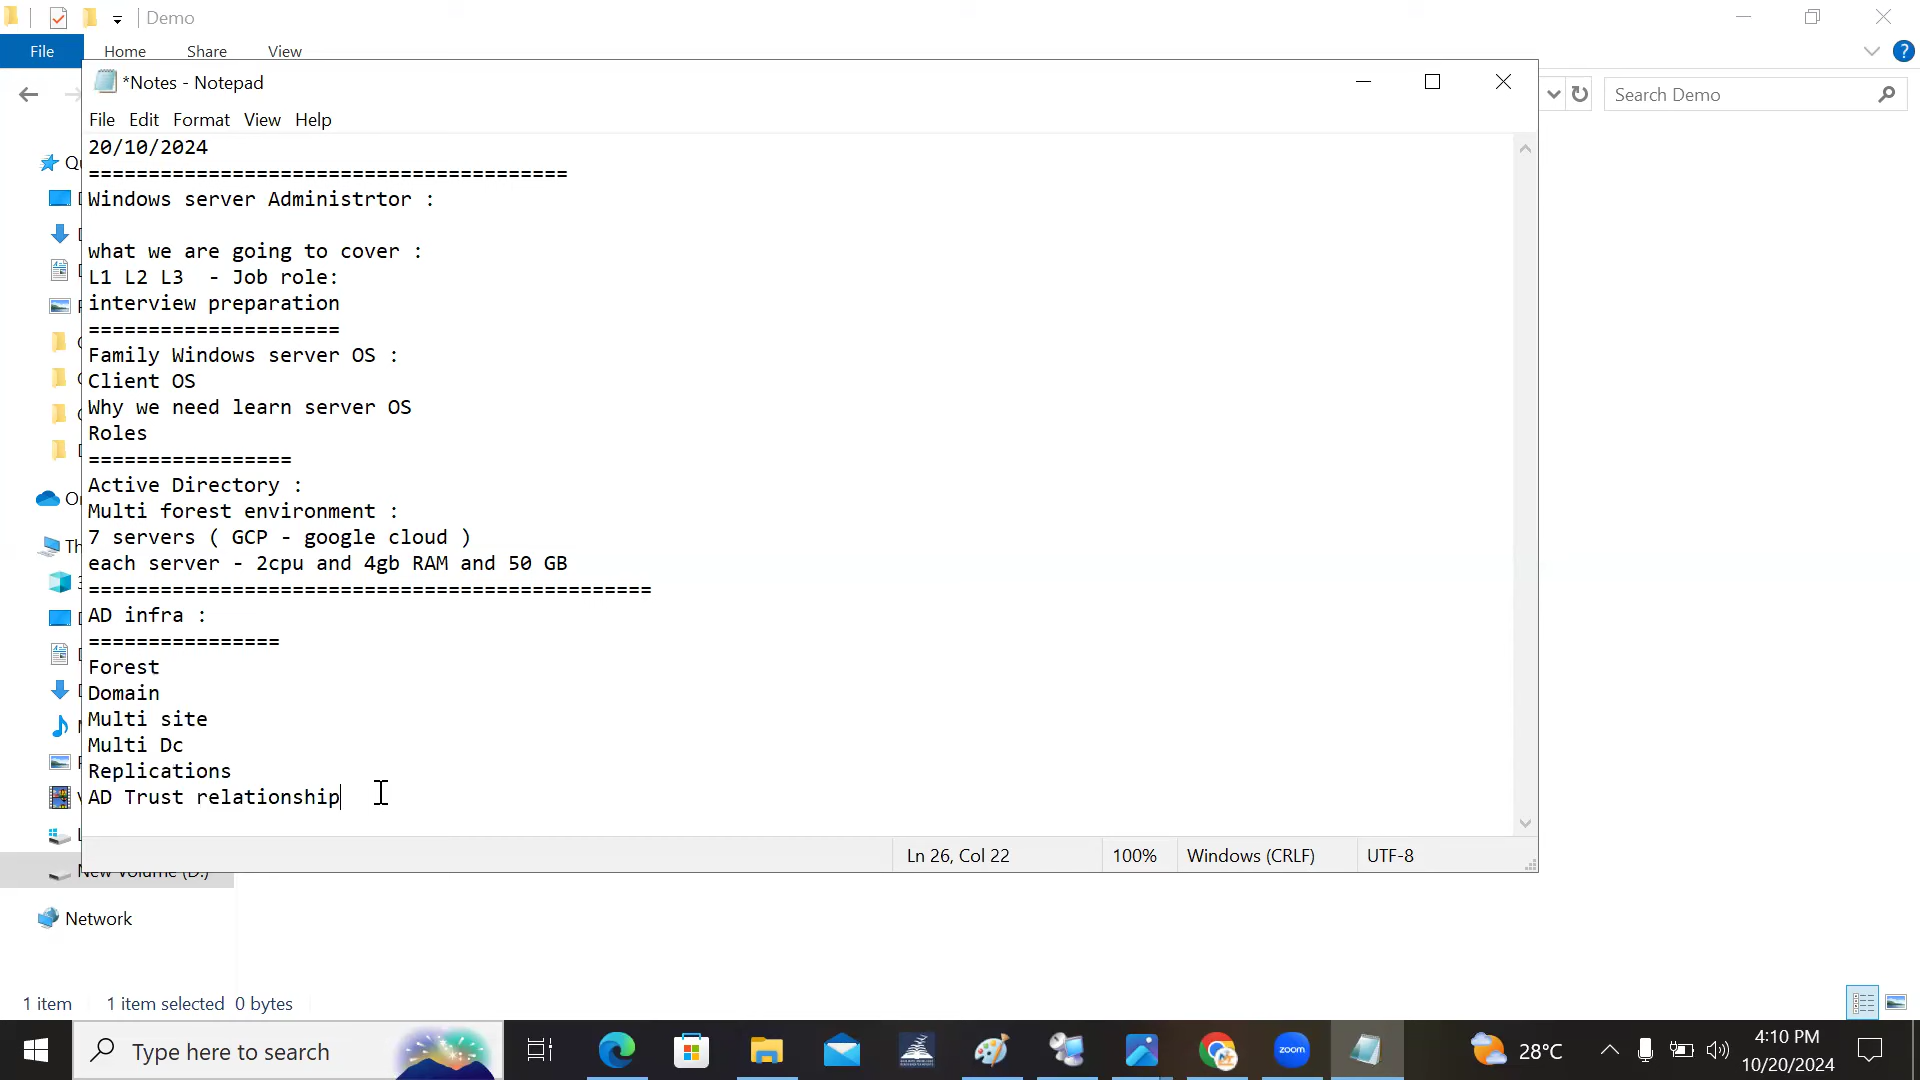 Demo
File Home Share View
*Notes - Notepad
Search Demo
File Edit Format View Help
20/10/2024
========================================
Windows server Administrtor :
what we are going to cover :
L1 L2 L3  - Job role:
interview preparation
=====================
Family Windows server OS :
Client OS
Why we need learn server OS
Roles
=================
Active Directory :
Multi forest environment :
7 servers ( GCP - google cloud )
each server - 2cpu and 4gb RAM and 50 GB
===============================================
AD infra :
================
Forest
Domain
Multi site
Multi Dc
Replications
AD Trust relationship
Ln 26, Col 22 100% Windows (CRLF) UTF-8
Network
1 item 1 item selected 0 bytes
Type here to search
zoom
28°C
4:10 PM
10/20/2024